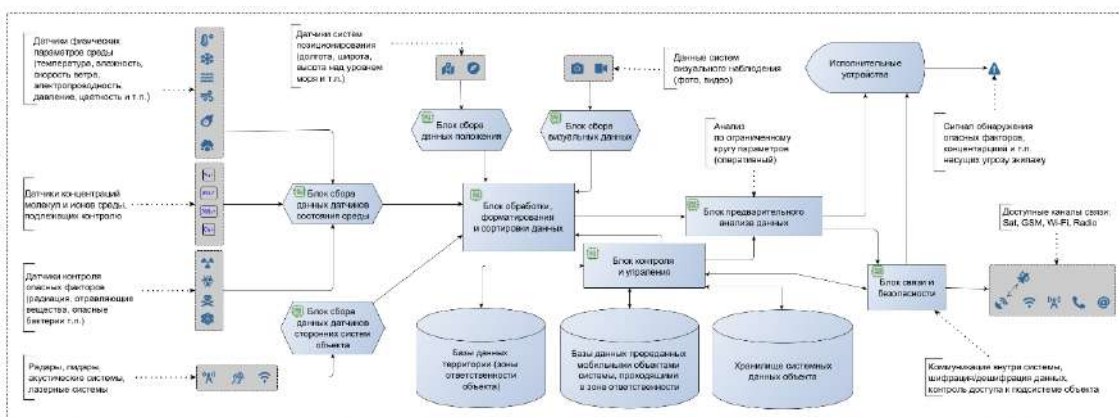 Датчики физических
параметров среды
(температура, влажность,
скорость ветра,
электропроводность,
давление, цветность и т.п.)
Датчики систем
позиционирования
(долгота, широта,
высота над уровнем
моря и т.п.)
Данные систем
визуального наблюдения
(фото, видео)
Исполнительные
устройства
Блок сбора
данных положения
Блок сбора
визуальных данных
Анализ
по ограниченному
кругу параметров
(оперативный)
Сигнал обнаружения
опасных факторов,
концентраций и т.п.
несущих угрозу экипажу
Датчики концентраций
молекул и ионов среды,
подлежащих контролю
Блок сбора
данных датчиков
состояния среды
Блок обработки,
форматирования
и сортировки данных
Блок предварительного
анализа данных
Доступные каналы связи:
Sat, GSM, Wi-Fi, Radio
Блок контроля
и упраления
Блок связи и
безопасности
Датчики контроля
опасных факторов
(радиация, отравляющие
вещества, опасные
бактерии т.п.)
Блок сбора
данных датчиков
сторонних систем
объекта
Базы данных
территории (зоны
ответственности
объекта)
Базы данных
мобильными объектами
системы, проходящими
в зоне ответственности
Хранилище системных
данных объекта
Радары, лидары,
акустические системы,
лазерные системы
Коммуникация внутри системы,
шифрация/дешифрация данных,
контроль доступа к подсистеме объекта